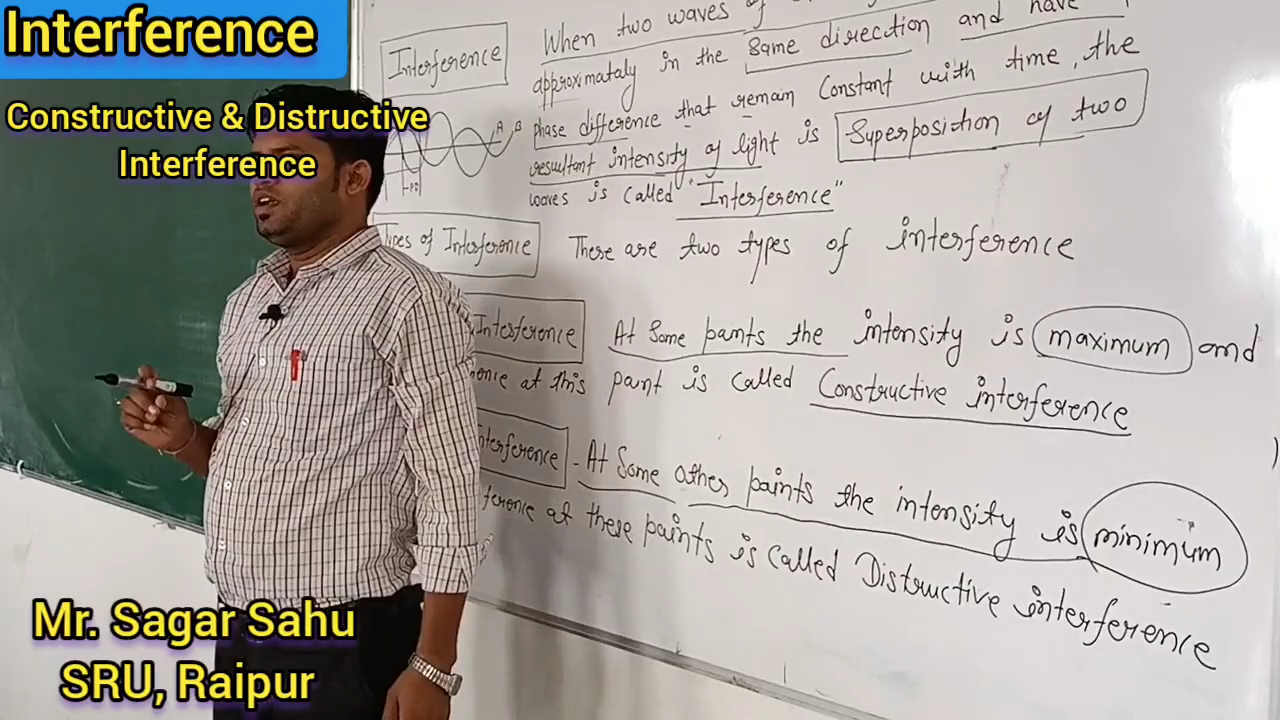 Interference
Constructive & Distructive
Interference
Mr. Sagar Sahu
SRU, Raipur
Interference
When two waves of
approximataly in the same direction and have
phase difference that remain Constant with time, the
resultant intensity of light is Superposition of two
waves is called "Interference"
A B
Types of Interference
There are two types of interference
Interference
At Some paints the intensity is maximum and
at this paint is called Constructive interference
Interference - At Some other paints the intensity is minimum
at these paints is called Distructive interference